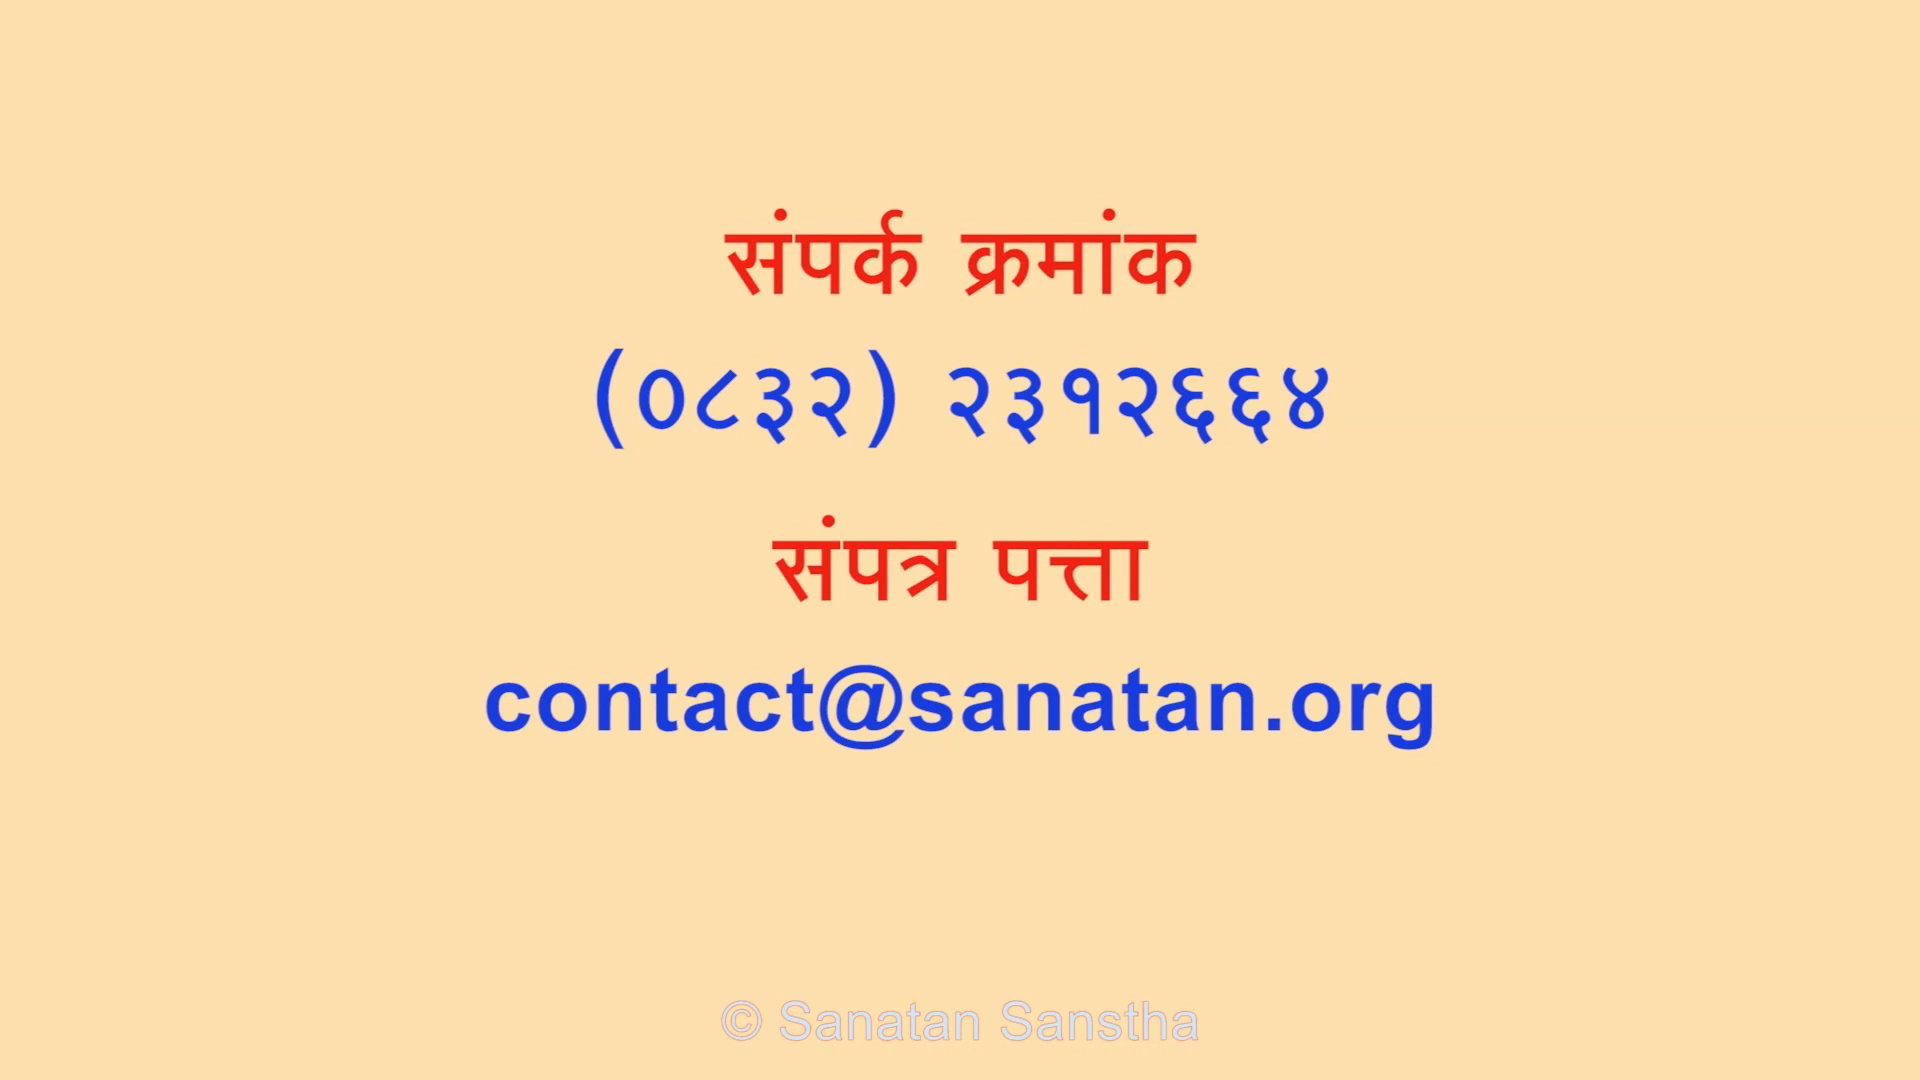 संपर्क क्रमांक
(०८३२) २३१२६६४
संपत्र पत्ता
contact@sanatan.org
© Sanatan Sanstha